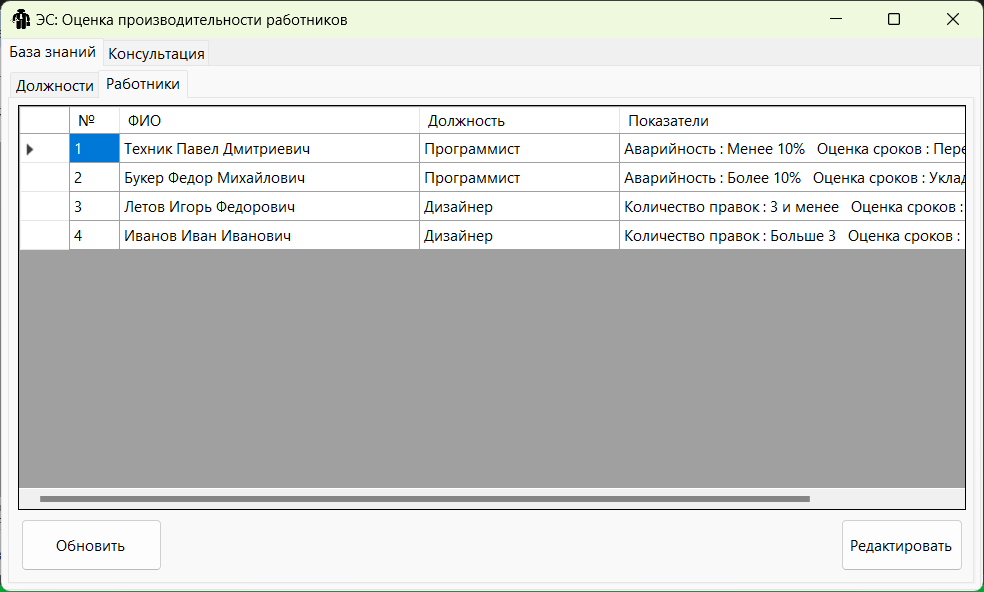 ЭС: Оценка производительности работников
База знаний Консультация
Должности Работники
№ ФИО Должность Показатели
1 Техник Павел Дмитриевич Программист Аварийность : Менее 10% Оценка сроков : Пере
2 Букер Федор Михайлович Программист Аварийность : Более 10% Оценка сроков : Уклад
3 Летов Игорь Федорович Дизайнер Количество правок : 3 и менее Оценка сроков :
4 Иванов Иван Иванович Дизайнер Количество правок : Больше 3 Оценка сроков :
Обновить Редактировать